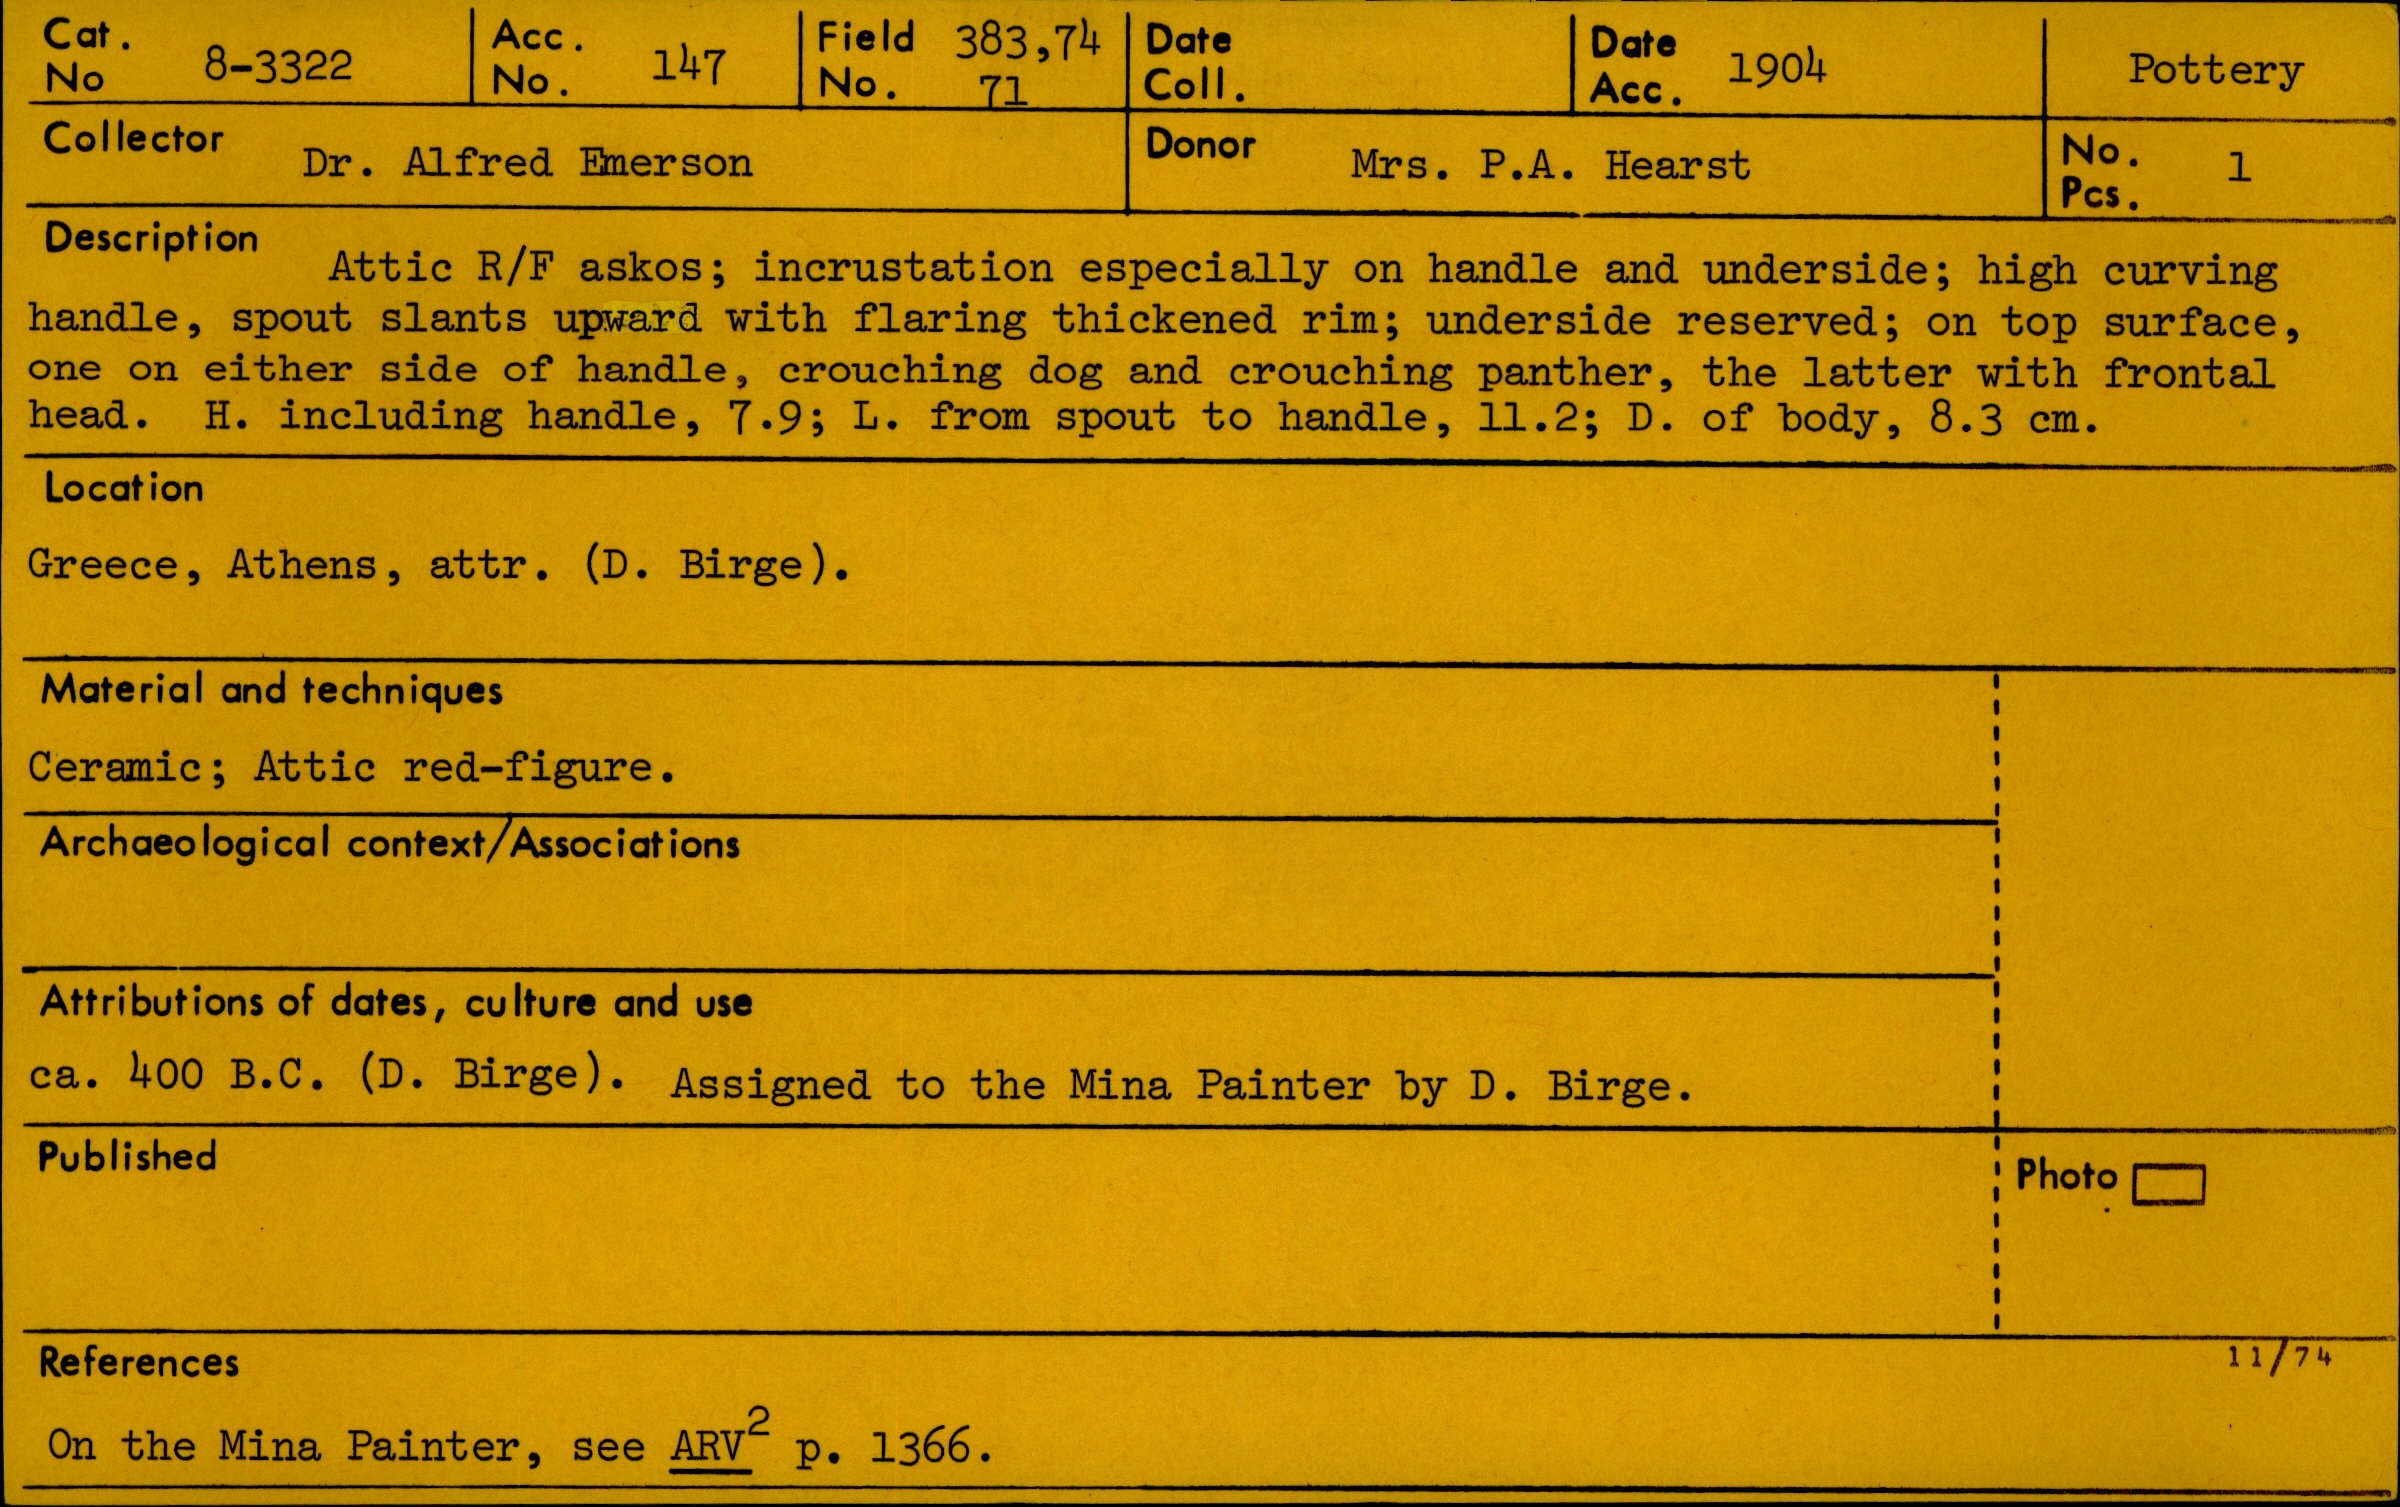 Cat. No 8-3322 Acc. No. 147 Field No. 383,74 71 Date Coll. Date Acc. 1904 Pottery
Collector Dr. Alfred Emerson Donor Mrs. P.A. Hearst No. Pcs. 1
Description Attic R/F askos; incrustation especially on handle and underside; high curving
handle, spout slants upward with flaring thickened rim; underside reserved; on top surface,
one on either side of handle, crouching dog and crouching panther, the latter with frontal
head. H. including handle, 7.9; L. from spout to handle, 11.2; D. of body, 8.3 cm.
Location
Greece, Athens, attr. (D. Birge).
Material and techniques
Ceramic; Attic red-figure.
Archaeological context/Associations
Attributions of dates, culture and use
ca. 400 B.C. (D. Birge). Assigned to the Mina Painter by D. Birge.
Published
Photo
References
11/74
On the Mina Painter, see ARV² p. 1366.